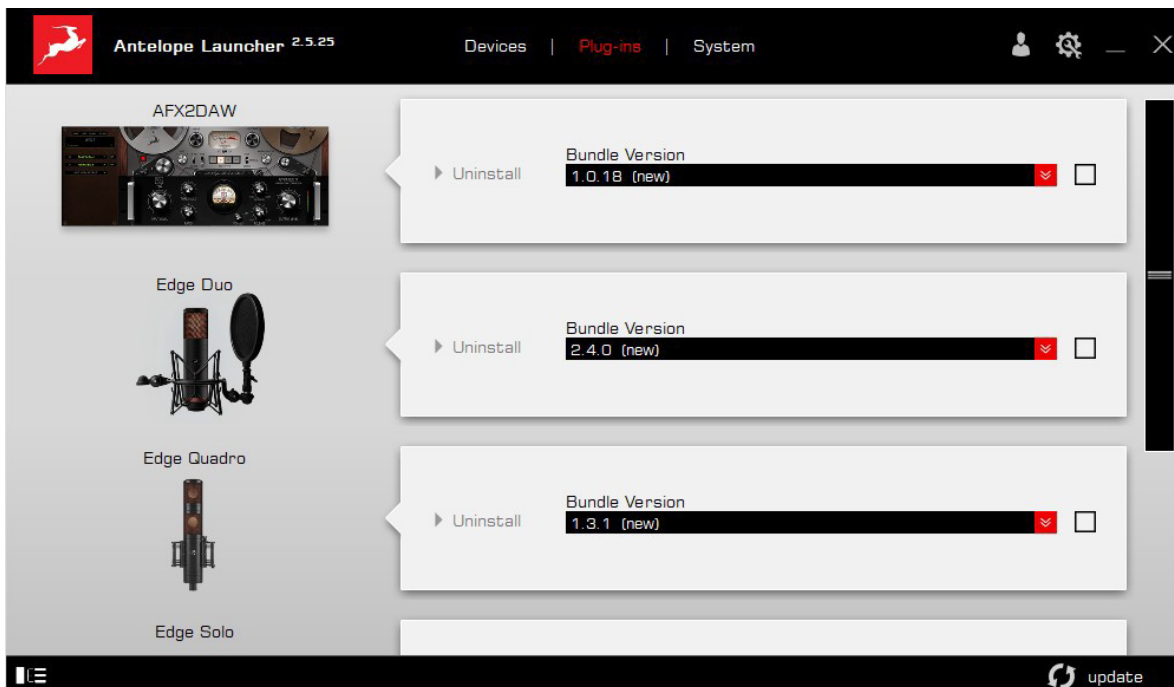 Antelope Launcher 2.5.25
Devices | Plug-ins | System
AFX2DAW
Uninstall
Bundle Version
1.0.18 (new)
Edge Duo
Uninstall
Bundle Version
2.4.0 (new)
Edge Quadro
Uninstall
Bundle Version
1.3.1 (new)
Edge Solo
update